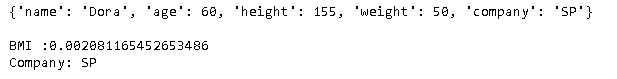 {'name': 'Dora', 'age': 60, 'height': 155, 'weight': 50, 'company': 'SP'}
BMI :0.002081165452653486
Company: SP